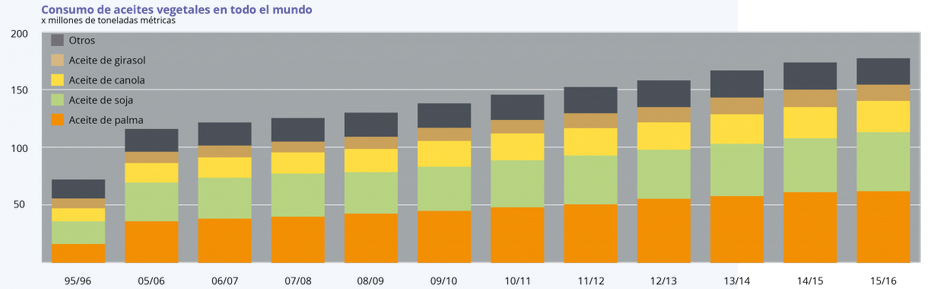 Consumo de aceites vegetales en todo el mundo
x millones de toneladas métricas
200
150
100
50
Otros
Aceite de girasol
Aceite de canola
Aceite de soja
Aceite de palma
95/96 05/06 06/07 07/08 08/09 09/10 10/11 11/12 12/13 13/14 14/15 15/16